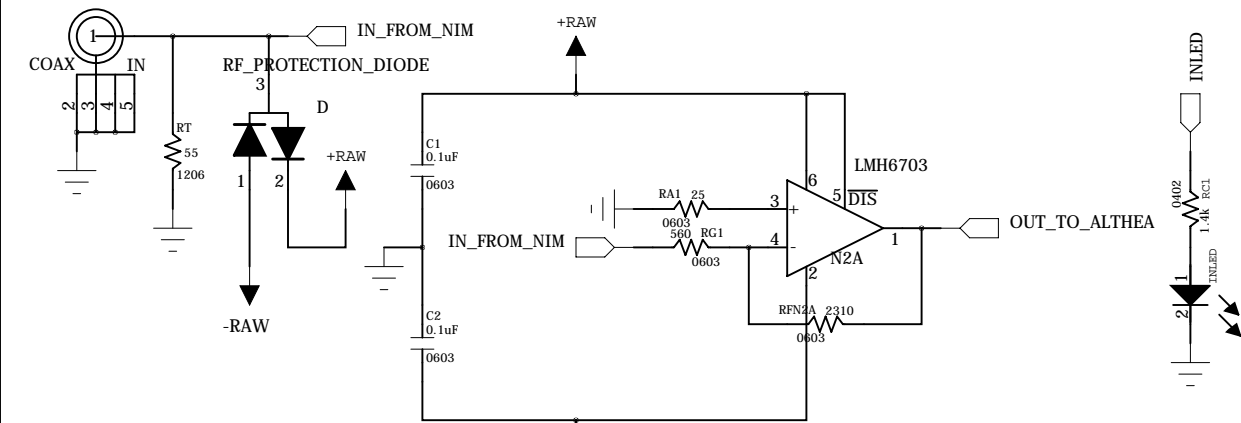 1
IN_FROM_NIM
COAX
IN
2
3
4
5
RT
55
1206
RF_PROTECTION_DIODE
3
D
1
2
+RAW
-RAW
+RAW
C1
0.1uF
0603
C2
0.1uF
0603
RA1 25
0603
IN_FROM_NIM
560 RG1
0603
3
+
4
-
6
5
DIS
LMH6703
N2A
2
1
OUT_TO_ALTHEA
RFN2A 2310
0603
INLED
0402
RC1
1.4k
1
INLED
2